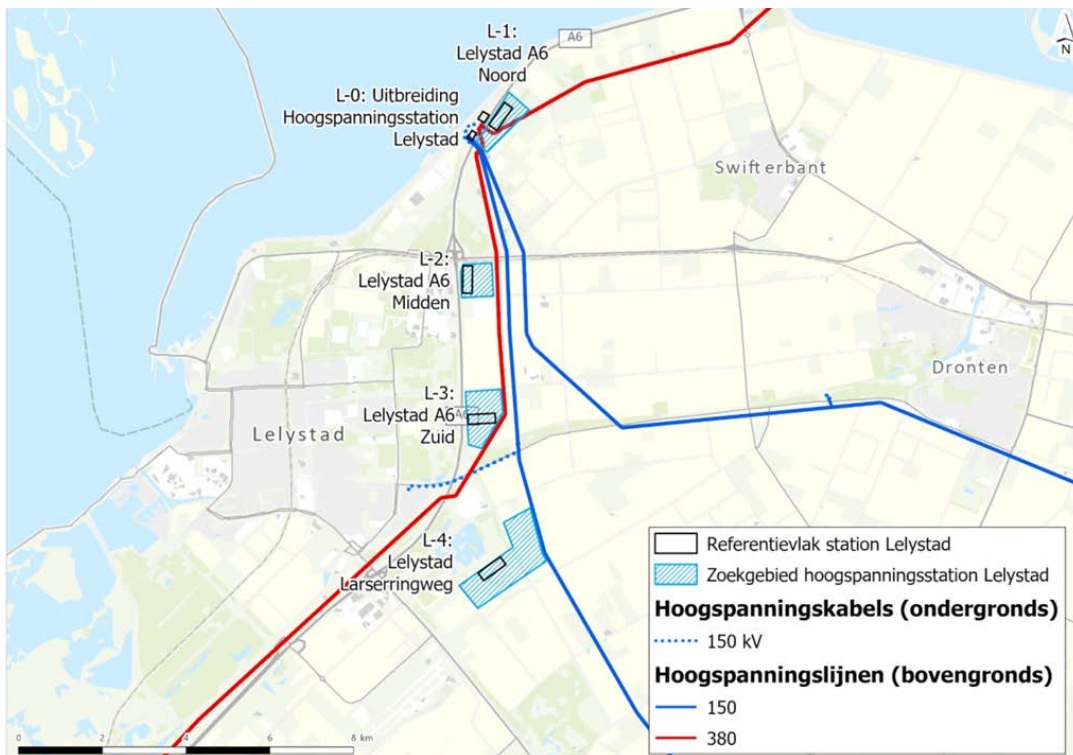 L-1:
Lelystad A6
Noord
A6
N
L-0: Uitbreiding
Hoogspanningsstation
Lelystad
Swifterbant
L-2:
Lelystad A6
Midden
Dronten
L-3:
Lelystad A6
Zuid
A6
Lelystad
L-4:
Lelystad
Larserringweg
Referentievlak station Lelystad
Zoekgebied hoogspanningsstation Lelystad
Hoogspanningskabels (ondergronds)
150 kV
Hoogspanningslijnen (bovengronds)
150
380
0 2 4 6 8 km